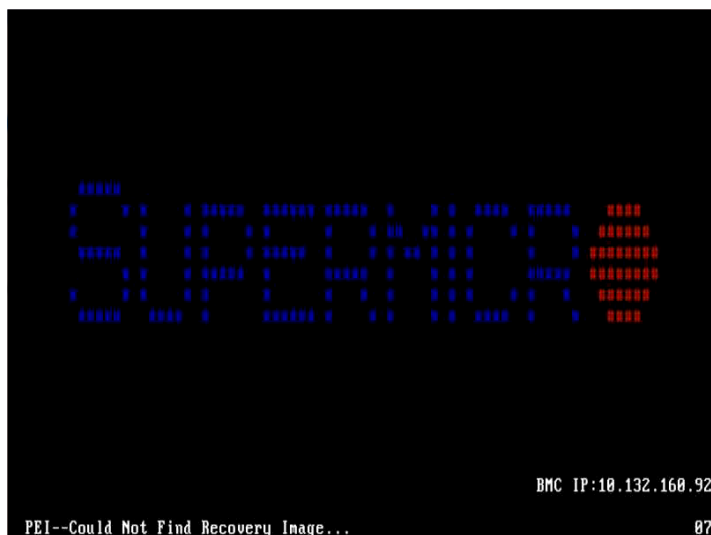 SUPERMICR
BMC IP:10.132.160.92
PEI--Could Not Find Recovery Image...
07